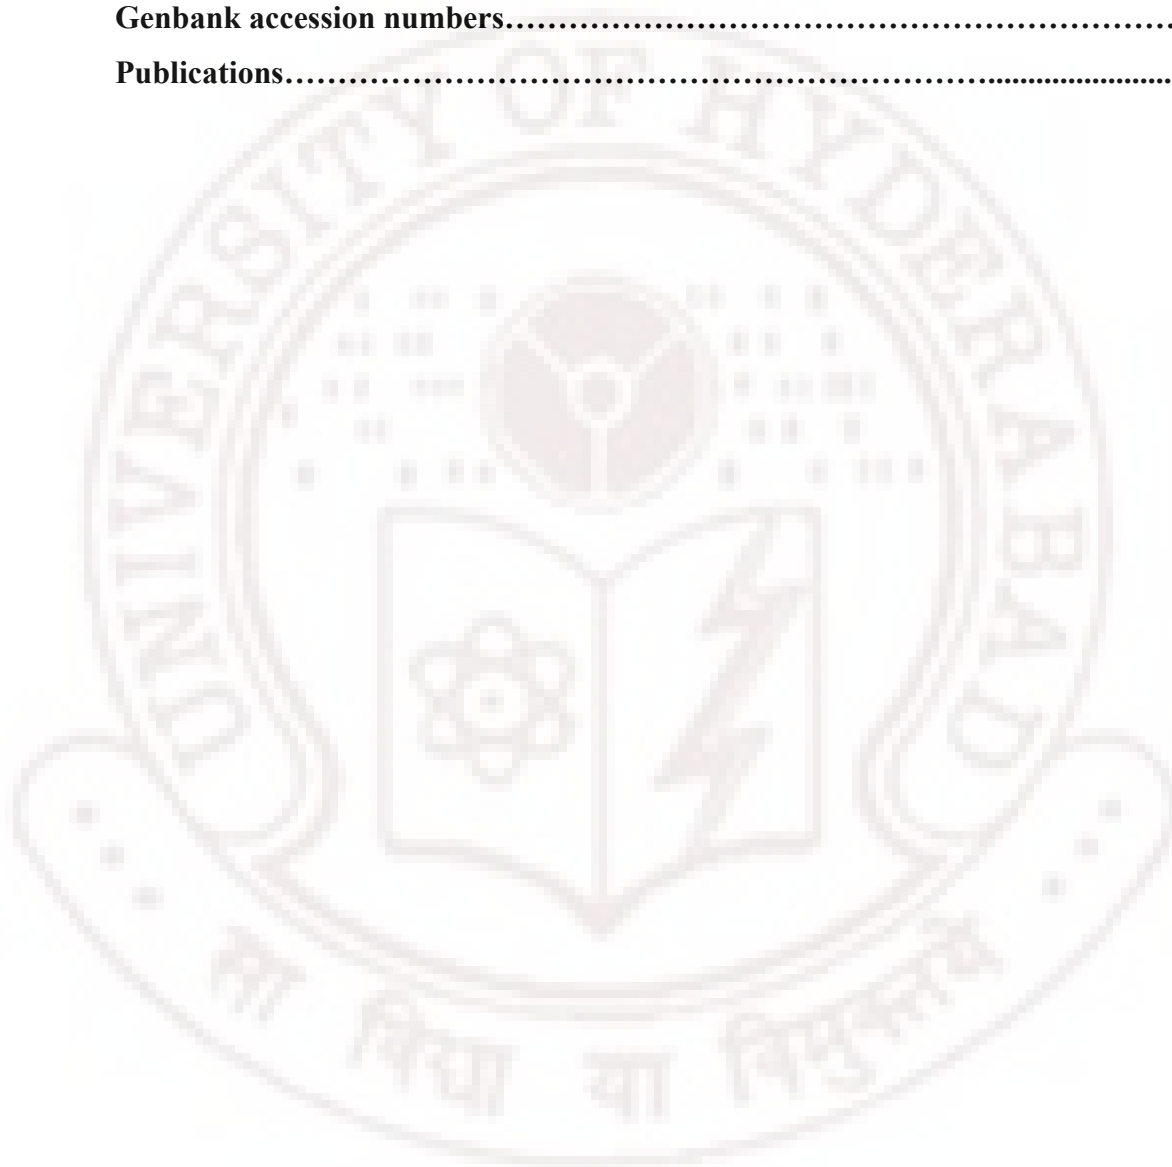 Genbank accession numbers……………………………………………………………
Publications…………………………………………………………......................
UNIVERSITY OF HYDERABAD
सा विद्या या विमुक्तये